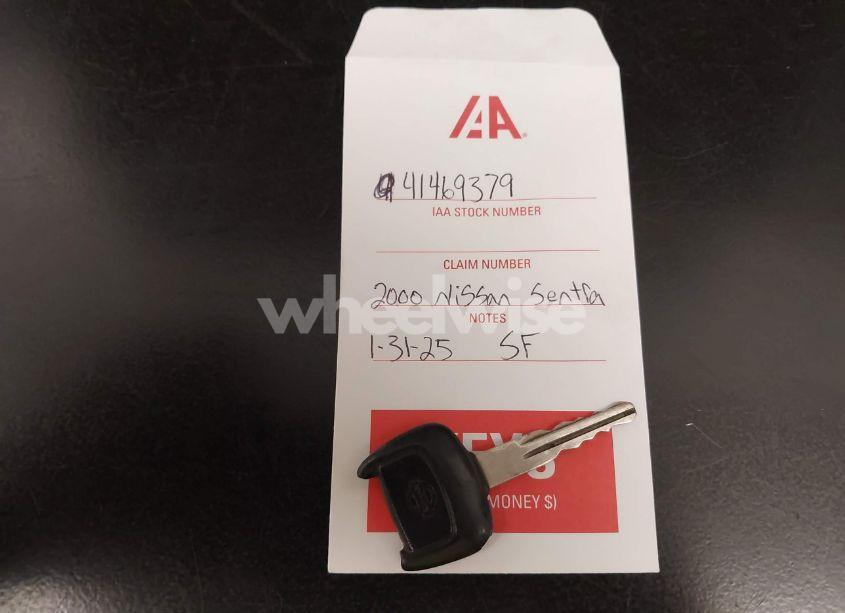 IAA
41469379
IAA STOCK NUMBER
CLAIM NUMBER
2000 Nissan Sentra
wheelwise
NOTES
1-31-25 SF
MONEY $)